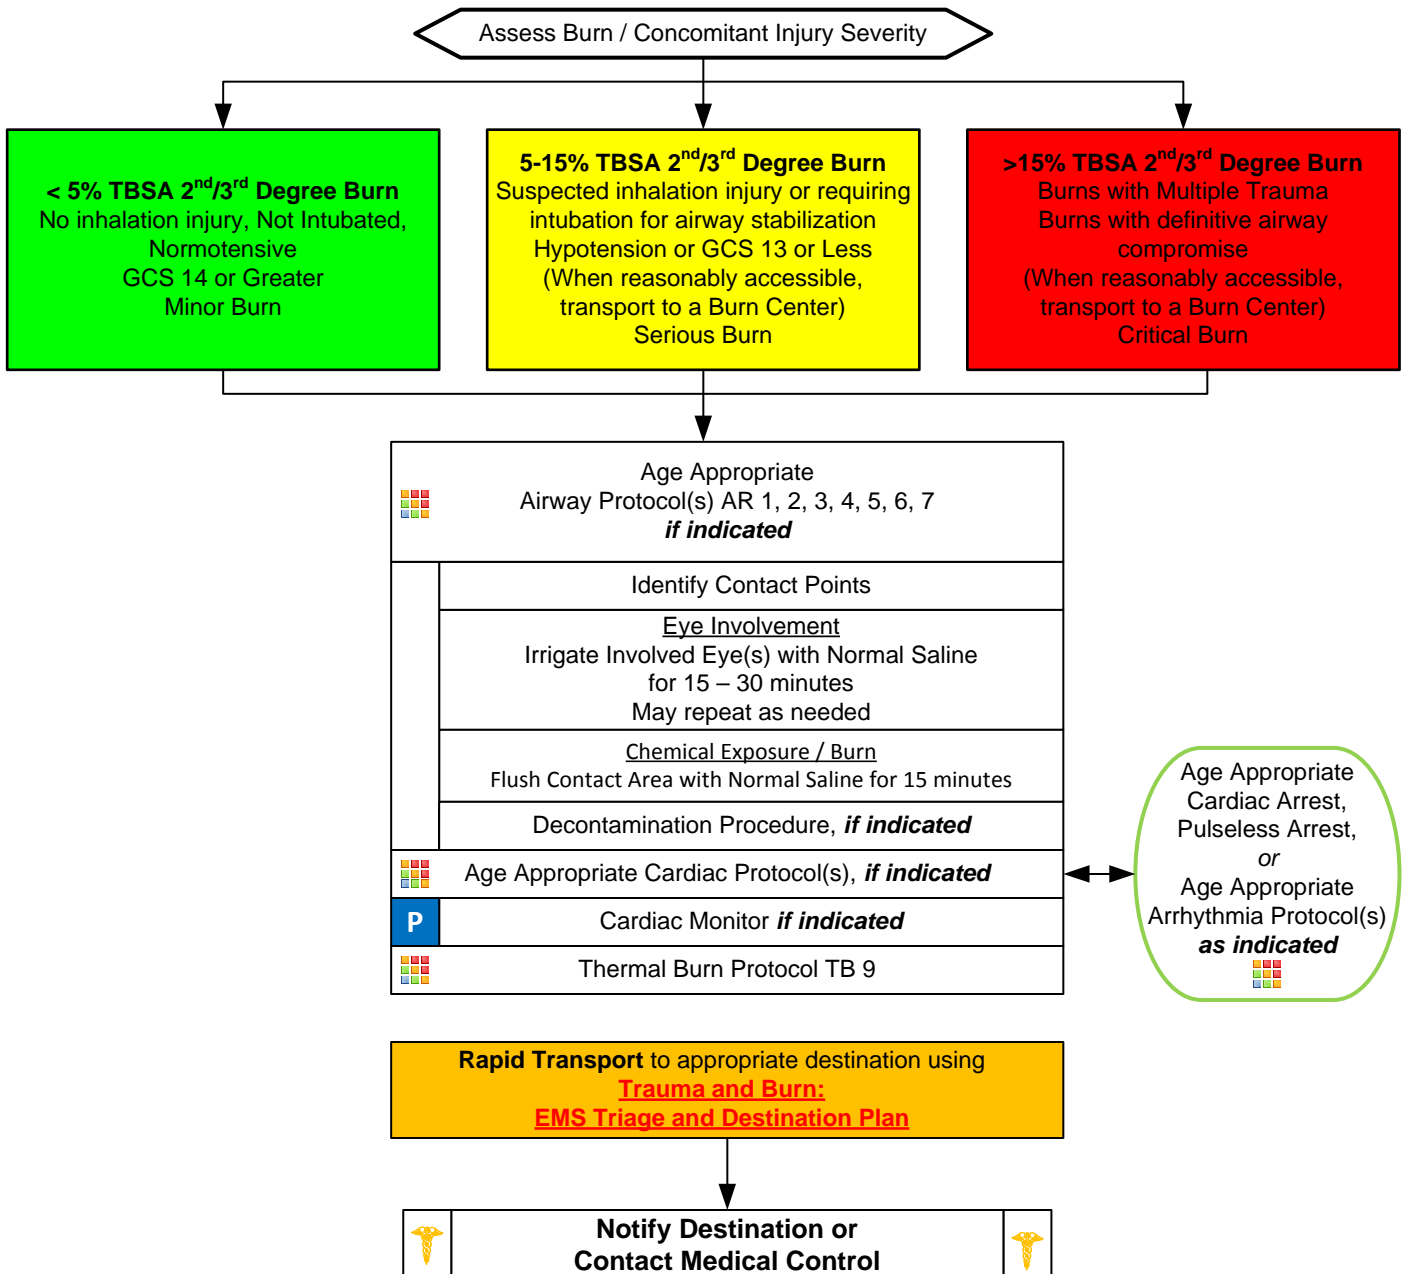 Assess Burn / Concomitant Injury Severity
< 5% TBSA 2nd/3rd Degree Burn
No inhalation injury, Not Intubated,
Normotensive
GCS 14 or Greater
Minor Burn
5-15% TBSA 2nd/3rd Degree Burn
Suspected inhalation injury or requiring
intubation for airway stabilization
Hypotension or GCS 13 or Less
(When reasonably accessible,
transport to a Burn Center)
Serious Burn
>15% TBSA 2nd/3rd Degree Burn
Burns with Multiple Trauma
Burns with definitive airway
compromise
(When reasonably accessible,
transport to a Burn Center)
Critical Burn
Age Appropriate
Airway Protocol(s) AR 1, 2, 3, 4, 5, 6, 7
if indicated
Identify Contact Points
Eye Involvement
Irrigate Involved Eye(s) with Normal Saline
for 15 – 30 minutes
May repeat as needed
Chemical Exposure / Burn
Flush Contact Area with Normal Saline for 15 minutes
Decontamination Procedure, if indicated
Age Appropriate Cardiac Protocol(s), if indicated
P
Cardiac Monitor if indicated
Thermal Burn Protocol TB 9
Age Appropriate
Cardiac Arrest,
Pulseless Arrest,
or
Age Appropriate
Arrhythmia Protocol(s)
as indicated
Rapid Transport to appropriate destination using
Trauma and Burn:
EMS Triage and Destination Plan
Notify Destination or
Contact Medical Control